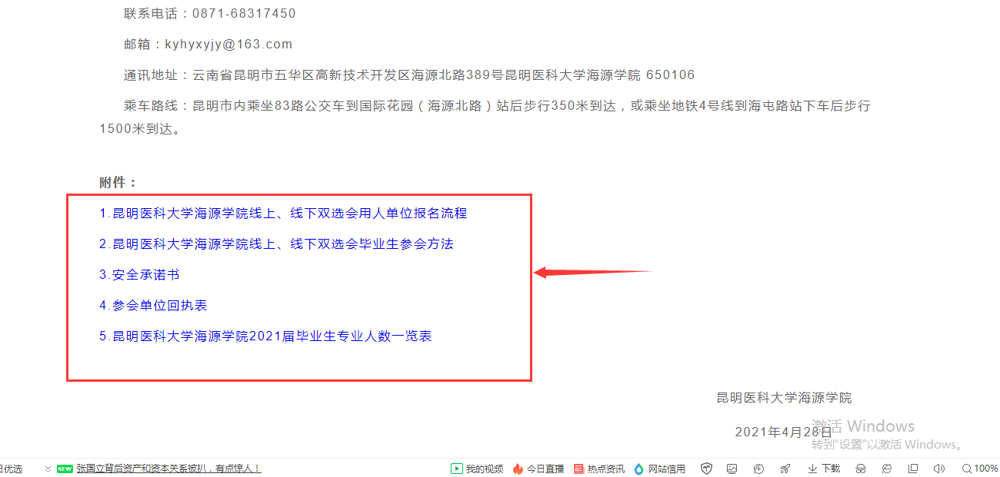 联系电话：0871-68317450
邮箱：kyhyxyjy@163.com
通讯地址：云南省昆明市五华区高新技术开发区海源北路389号昆明医科大学海源学院 650106
乘车路线：昆明市内乘坐83路公交车到国际花园（海源北路）站后步行350米到达，或乘坐地铁4号线到海屯路站下车后步行
1500米到达。
附件：
1.昆明医科大学海源学院线上、线下双选会用人单位报名流程
2.昆明医科大学海源学院线上、线下双选会毕业生参会方法
3.安全承诺书
4.参会单位回执表
5.昆明医科大学海源学院2021届毕业生专业人数一览表
昆明医科大学海源学院
2021年4月28日
激活 Windows
转到“设置”以激活 Windows。
日优选 NEW 张国立背后资产和资本关系被扒，有点惊人！ 我的视频 今日直播 热点资讯 网站信用 下载 100%